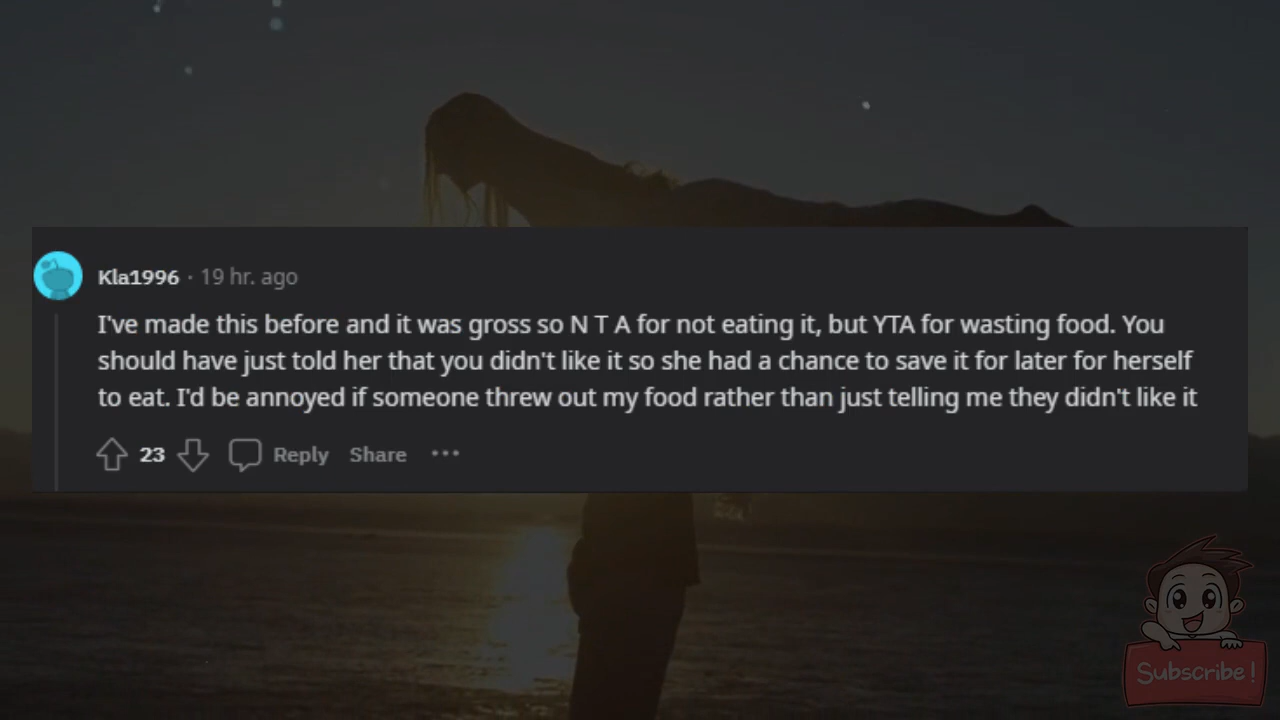 Kla1996 · 19 hr. ago
I've made this before and it was gross so N T A for not eating it, but YTA for wasting food. You
should have just told her that you didn't like it so she had a chance to save it for later for herself
to eat. I'd be annoyed if someone threw out my food rather than just telling me they didn't like it
23 Reply Share ···
Subscribe!